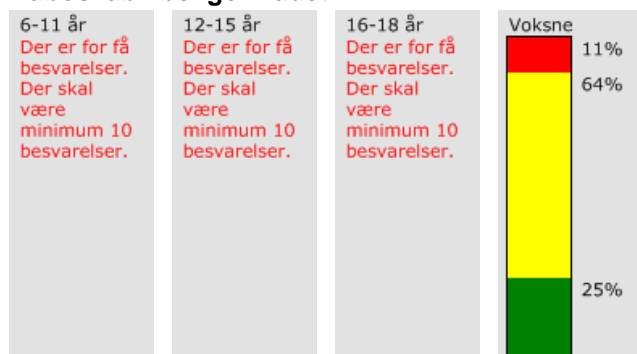 6-11 år
Der er for få
besvarelser.
Der skal
være
minimum 10
besvarelser.
12-15 år
Der er for få
besvarelser.
Der skal
være
minimum 10
besvarelser.
16-18 år
Der er for få
besvarelser.
Der skal
være
minimum 10
besvarelser.
Voksne
11%
64%
25%